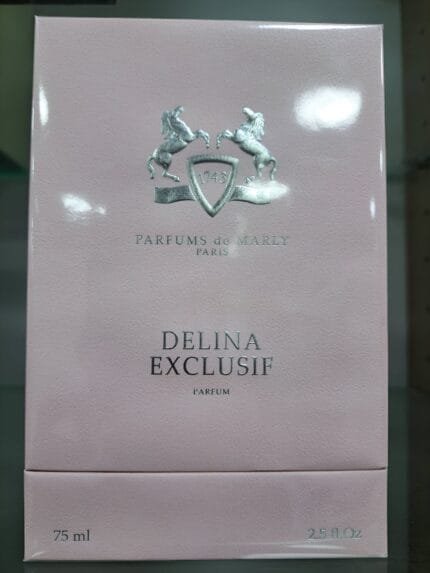 1743
PARFUMS de MARLY
PARIS
DELINA
EXCLUSIF
PARFUM
75 ml
2.5 fl.Oz